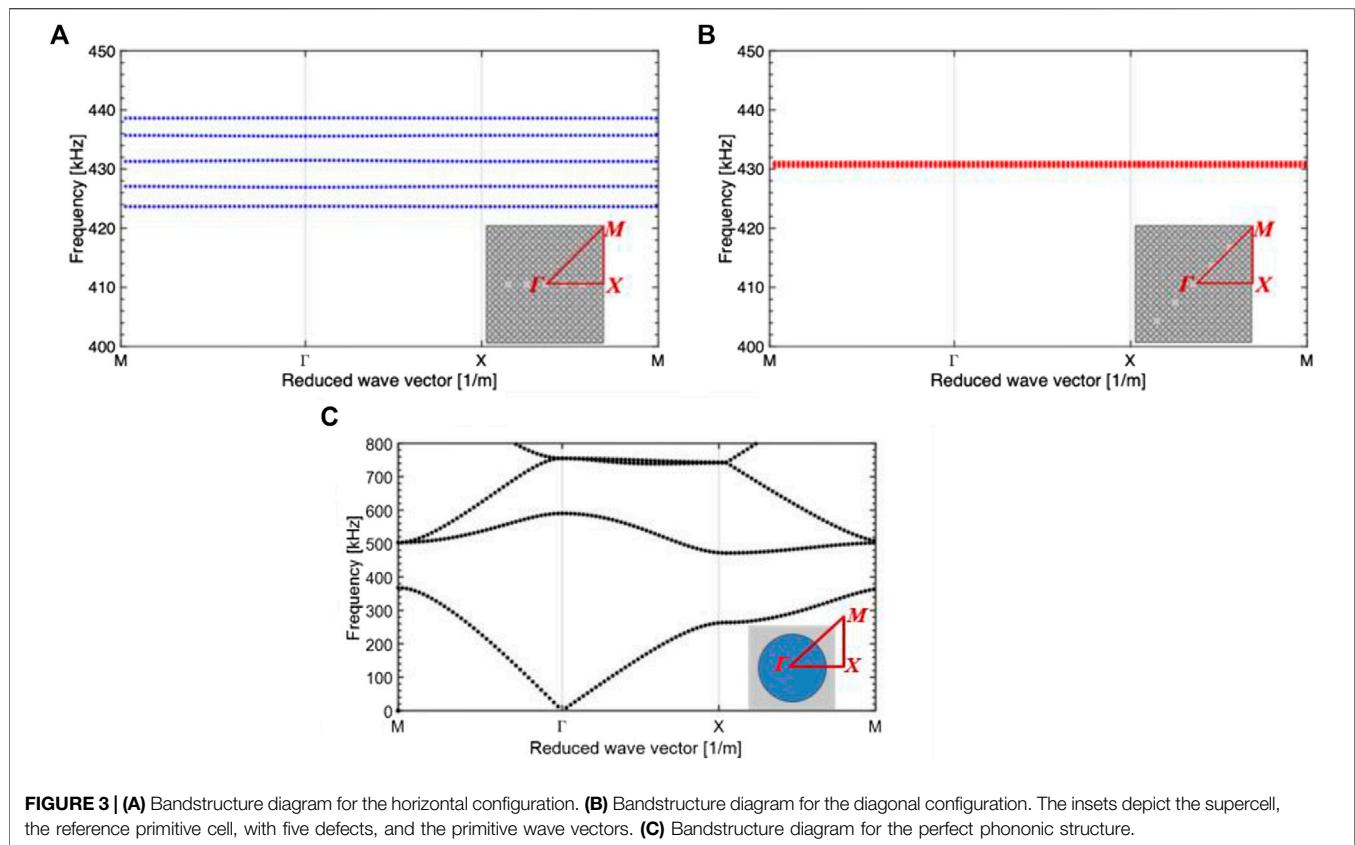 A
450
440
430
420
410
400
Frequency [kHz]
M Γ X M
Reduced wave vector [1/m]
M
Γ X
B
450
440
430
420
410
400
Frequency [kHz]
M Γ X M
Reduced wave vector [1/m]
M
Γ X
C
800
700
600
500
400
300
200
100
0
Frequency [kHz]
M Γ X M
Reduced wave vector [1/m]
M
Γ X
FIGURE 3 | (A) Bandstructure diagram for the horizontal configuration. (B) Bandstructure diagram for the diagonal configuration. The insets depict the supercell,
the reference primitive cell, with five defects, and the primitive wave vectors. (C) Bandstructure diagram for the perfect phononic structure.